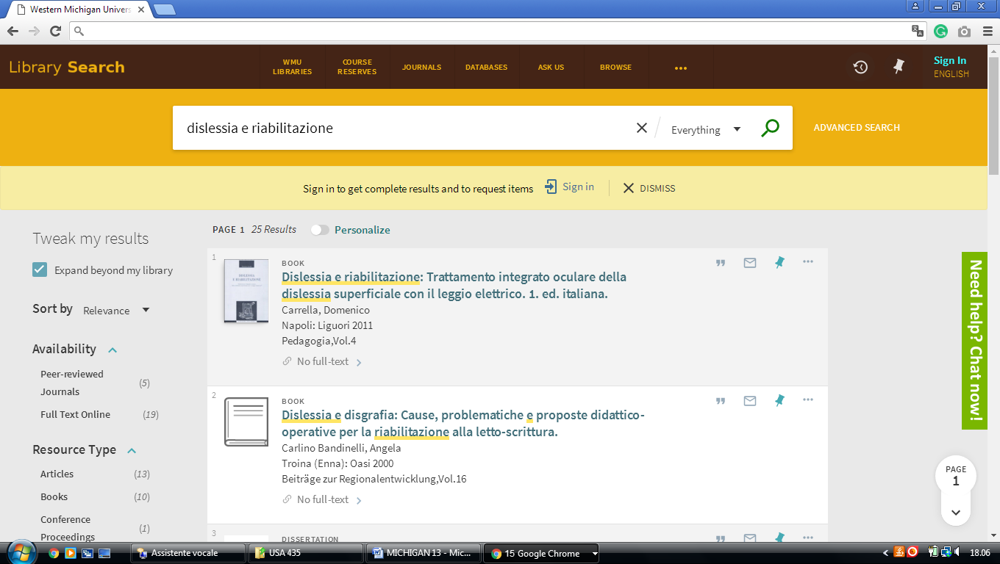 Western Michigan Univers
Library Search
WMU LIBRARIES
COURSE RESERVES
JOURNALS
DATABASES
ASK US
BROWSE
Sign In
ENGLISH
dislessia e riabilitazione
Everything
ADVANCED SEARCH
Sign in to get complete results and to request items
Sign in
DISMISS
Tweak my results
Expand beyond my library
Sort by Relevance
Availability
Peer-reviewed
Journals (5)
Full Text Online (19)
Resource Type
Articles (13)
Books (10)
Conference
Proceedings (1)
PAGE 1 25 Results Personalize
1
BOOK
DISLESSIA
E RIABILITAZIONE
Dislessia e riabilitazione: Trattamento integrato oculare della
dislessia superficiale con il leggio elettrico. 1. ed. italiana.
Carrella, Domenico
Napoli: Liguori 2011
Pedagogia,Vol.4
No full-text
2
BOOK
Dislessia e disgrafia: Cause, problematiche e proposte didattico-
operative per la riabilitazione alla letto-scrittura.
Carlino Bandinelli, Angela
Troina (Enna): Oasi 2000
Beiträge zur Regionalentwicklung,Vol.16
No full-text
3
DISSERTATION
Need help? Chat now!
PAGE
1
Assistente vocale
USA 435
MICHIGAN 13 - Mic...
15 Google Chrome
18.06